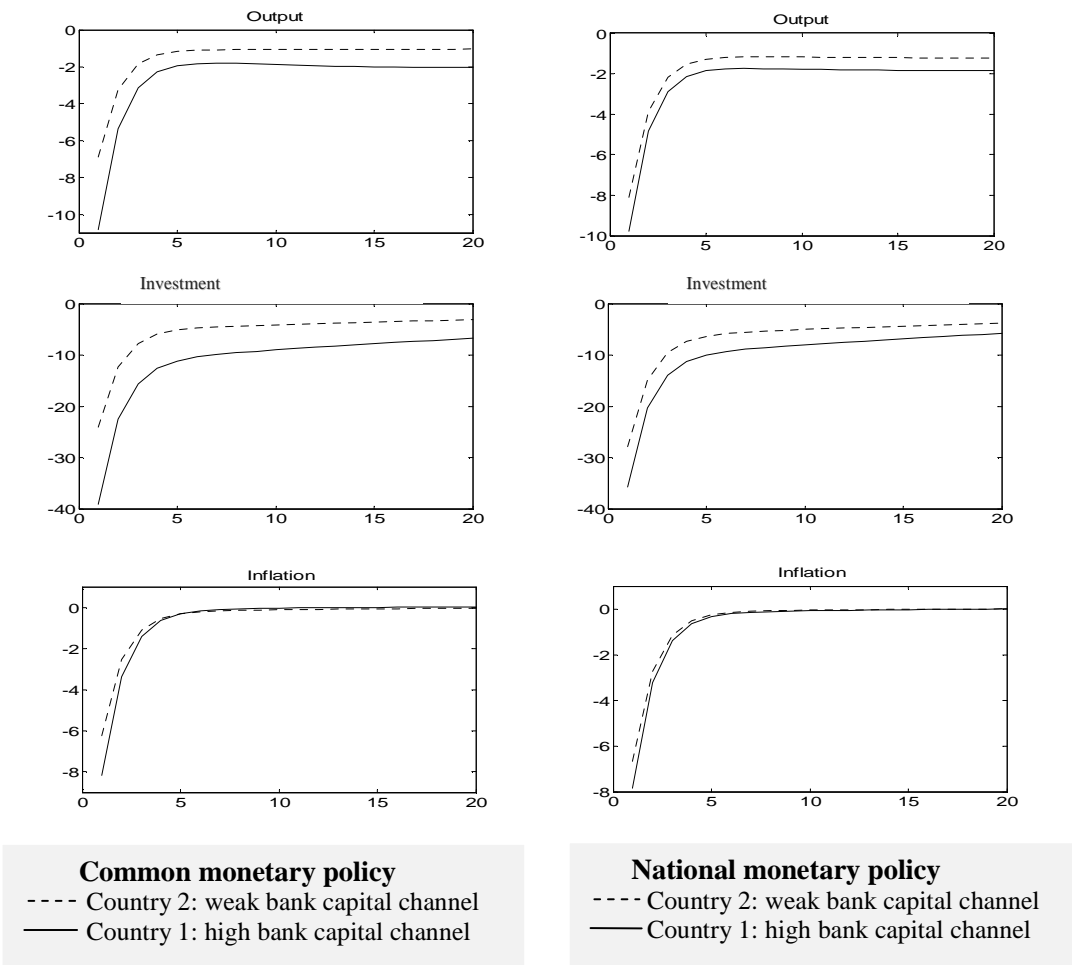 Output
0
-2
-4
-6
-8
-10
0 5 10 15 20
Investment
0
-10
-20
-30
-40
0 5 10 15 20
Inflation
0
-2
-4
-6
-8
0 5 10 15 20
Common monetary policy
Country 2: weak bank capital channel
Country 1: high bank capital channel
Output
0
-2
-4
-6
-8
-10
0 5 10 15 20
Investment
0
-10
-20
-30
-40
0 5 10 15 20
Inflation
0
-2
-4
-6
-8
0 5 10 15 20
National monetary policy
Country 2: weak bank capital channel
Country 1: high bank capital channel